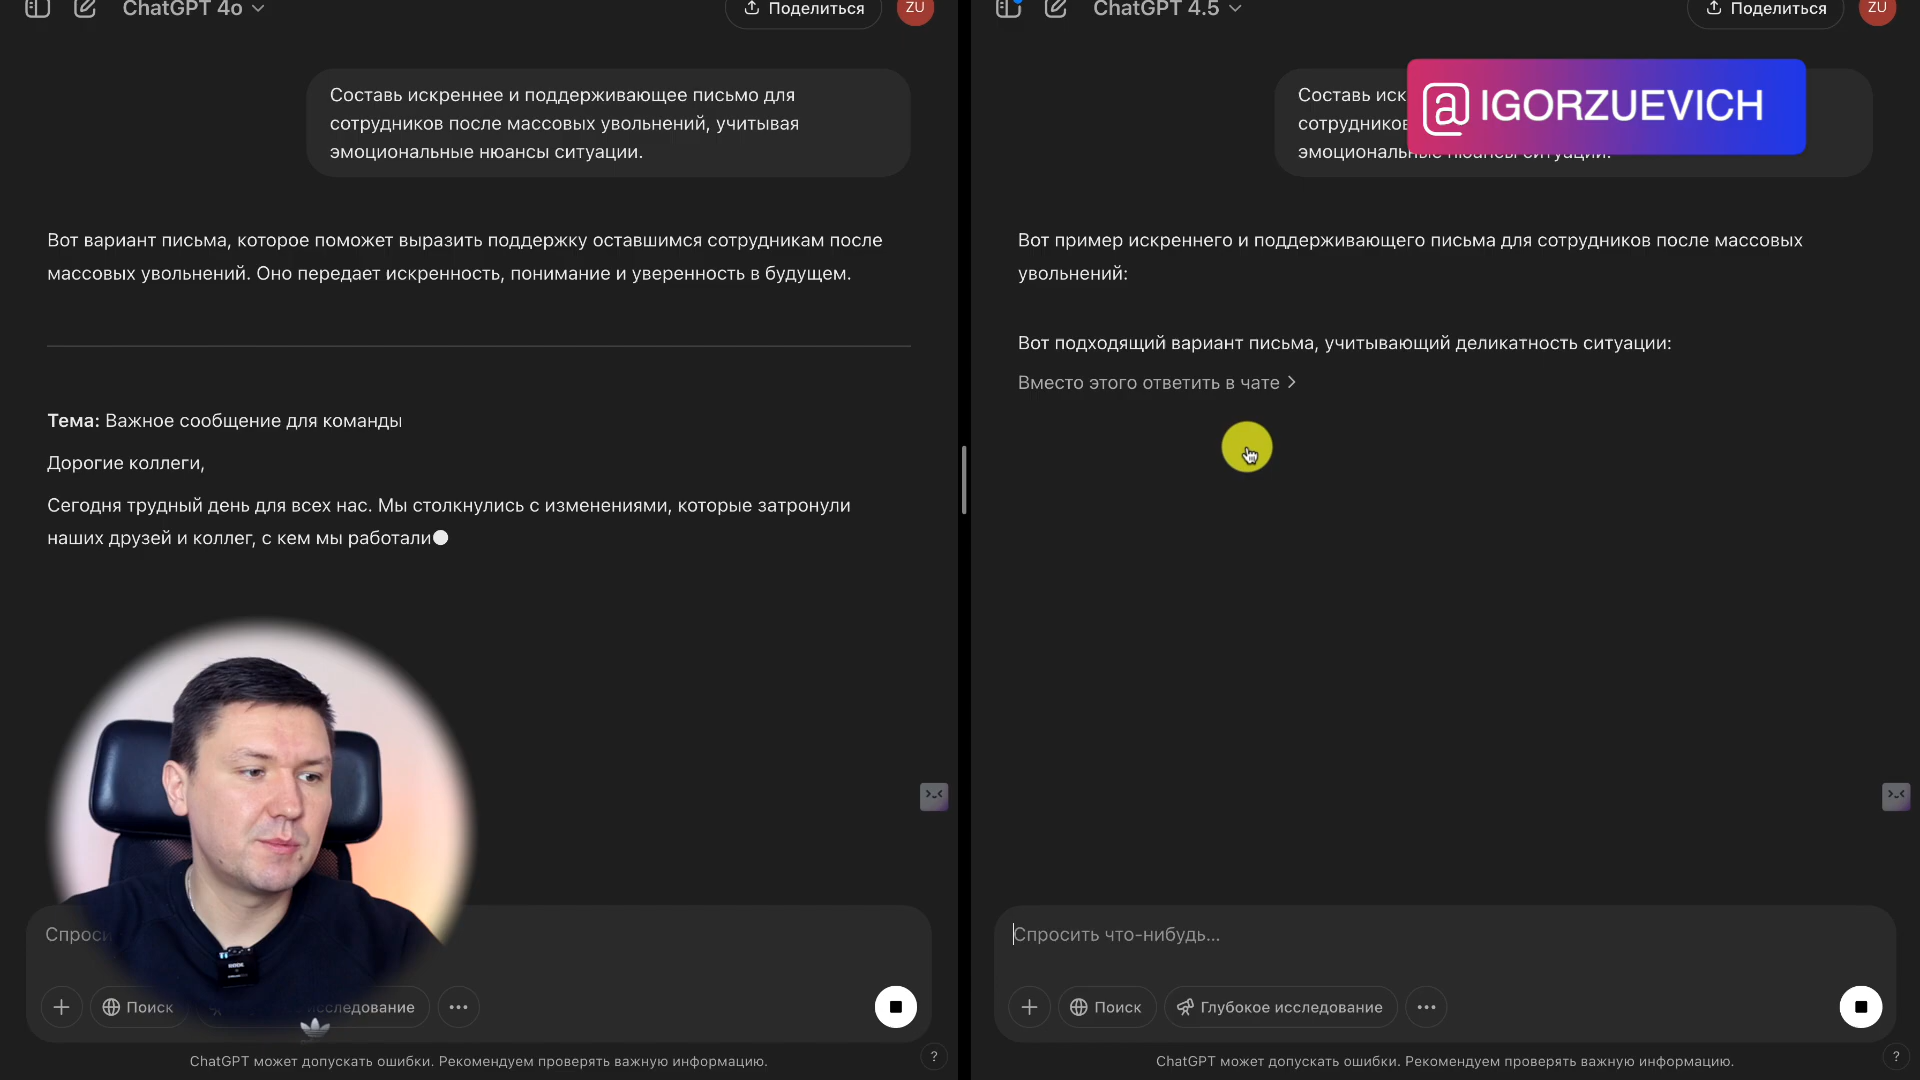 ChatGPT 4o
Поделиться
ZU
Составь искреннее и поддерживающее письмо для
сотрудников после массовых увольнений, учитывая
эмоциональные нюансы ситуации.
Вот вариант письма, которое поможет выразить поддержку оставшимся сотрудникам после
массовых увольнений. Оно передает искренность, понимание и уверенность в будущем.
Тема: Важное сообщение для команды
Дорогие коллеги,
Сегодня трудный день для всех нас. Мы столкнулись с изменениями, которые затронули
наших друзей и коллег, с кем мы работали
Спроси
Поиск
исследование
ChatGPT может допускать ошибки. Рекомендуем проверять важную информацию.
?
ChatGPT 4.5
Поделиться
ZU
@IGORZUEVICH
Составь иск
сотрудников
эмоциональные нюансы ситуации.
Вот пример искреннего и поддерживающего письма для сотрудников после массовых
увольнений:
Вот подходящий вариант письма, учитывающий деликатность ситуации:
Вместо этого ответить в чате
Спросить что-нибудь...
Поиск
Глубокое исследование
ChatGPT может допускать ошибки. Рекомендуем проверять важную информацию.
?